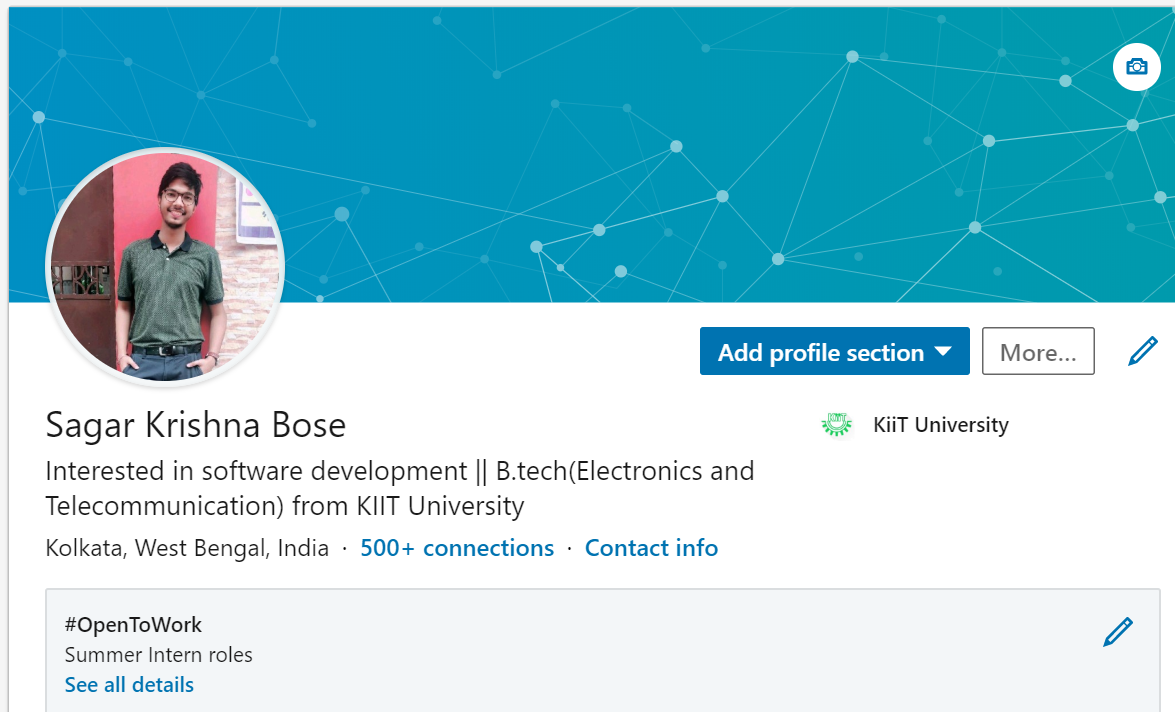 Add profile section
More...
Sagar Krishna Bose
KiiT University
Interested in software development || B.tech(Electronics and
Telecommunication) from KIIT University
Kolkata, West Bengal, India · 500+ connections · Contact info
#OpenToWork
Summer Intern roles
See all details